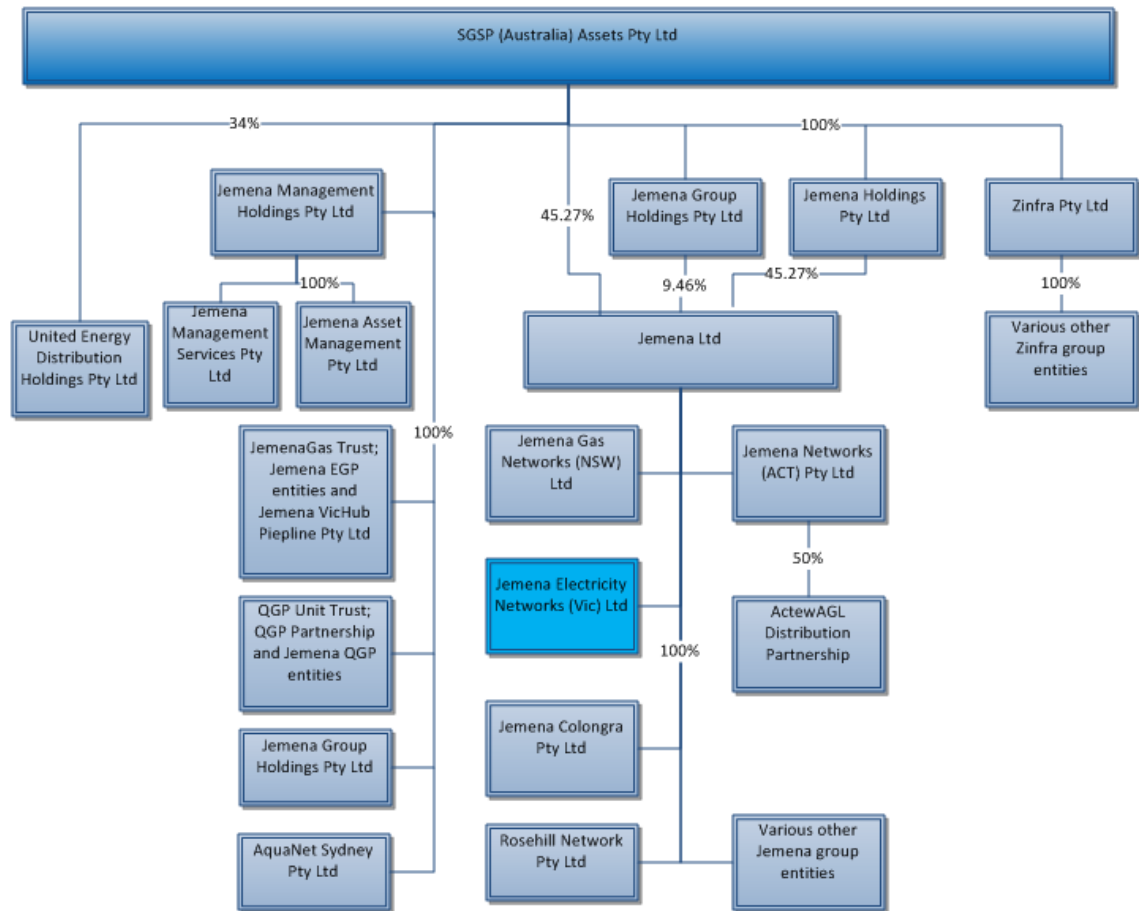 SGSP (Australia) Assets Pty Ltd
34%
100%
Jemena Management
Holdings Pty Ltd
45.27%
Jemena Group
Holdings Pty Ltd
Jemena Holdings
Pty Ltd
Zinfra Pty Ltd
100%
9.46%
45.27%
100%
United Energy
Distribution
Holdings Pty Ltd
Jemena
Management
Services Pty
Ltd
Jemena Asset
Management
Pty Ltd
Jemena Ltd
Various other
Zinfra group
entities
100%
JemenaGas Trust;
Jemena EGP
entities and
Jemena VicHub
Piepline Pty Ltd
Jemena Gas
Networks (NSW)
Ltd
Jemena Networks
(ACT) Pty Ltd
50%
Jemena Electricity
Networks (Vic) Ltd
QGP Unit Trust;
QGP Partnership
and Jemena QGP
entities
ActewAGL
Distribution
Partnership
100%
Jemena Group
Holdings Pty Ltd
Jemena Colongra
Pty Ltd
AquaNet Sydney
Pty Ltd
Rosehill Network
Pty Ltd
Various other
Jemena group
entities